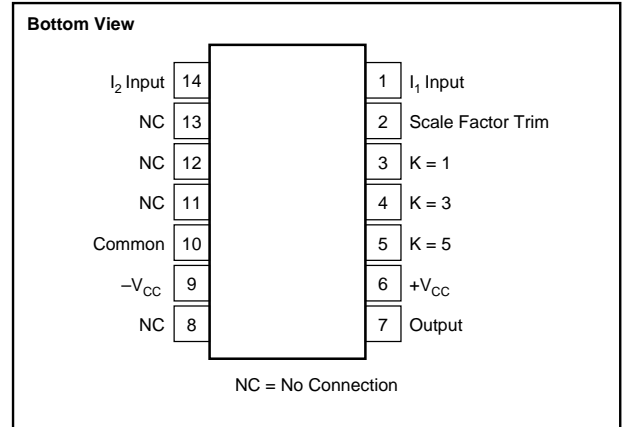 Bottom View
I2 Input 14 1 I1 Input
NC 13 2 Scale Factor Trim
NC 12 3 K = 1
NC 11 4 K = 3
Common 10 5 K = 5
–VCC 9 6 +VCC
NC 8 7 Output
NC = No Connection